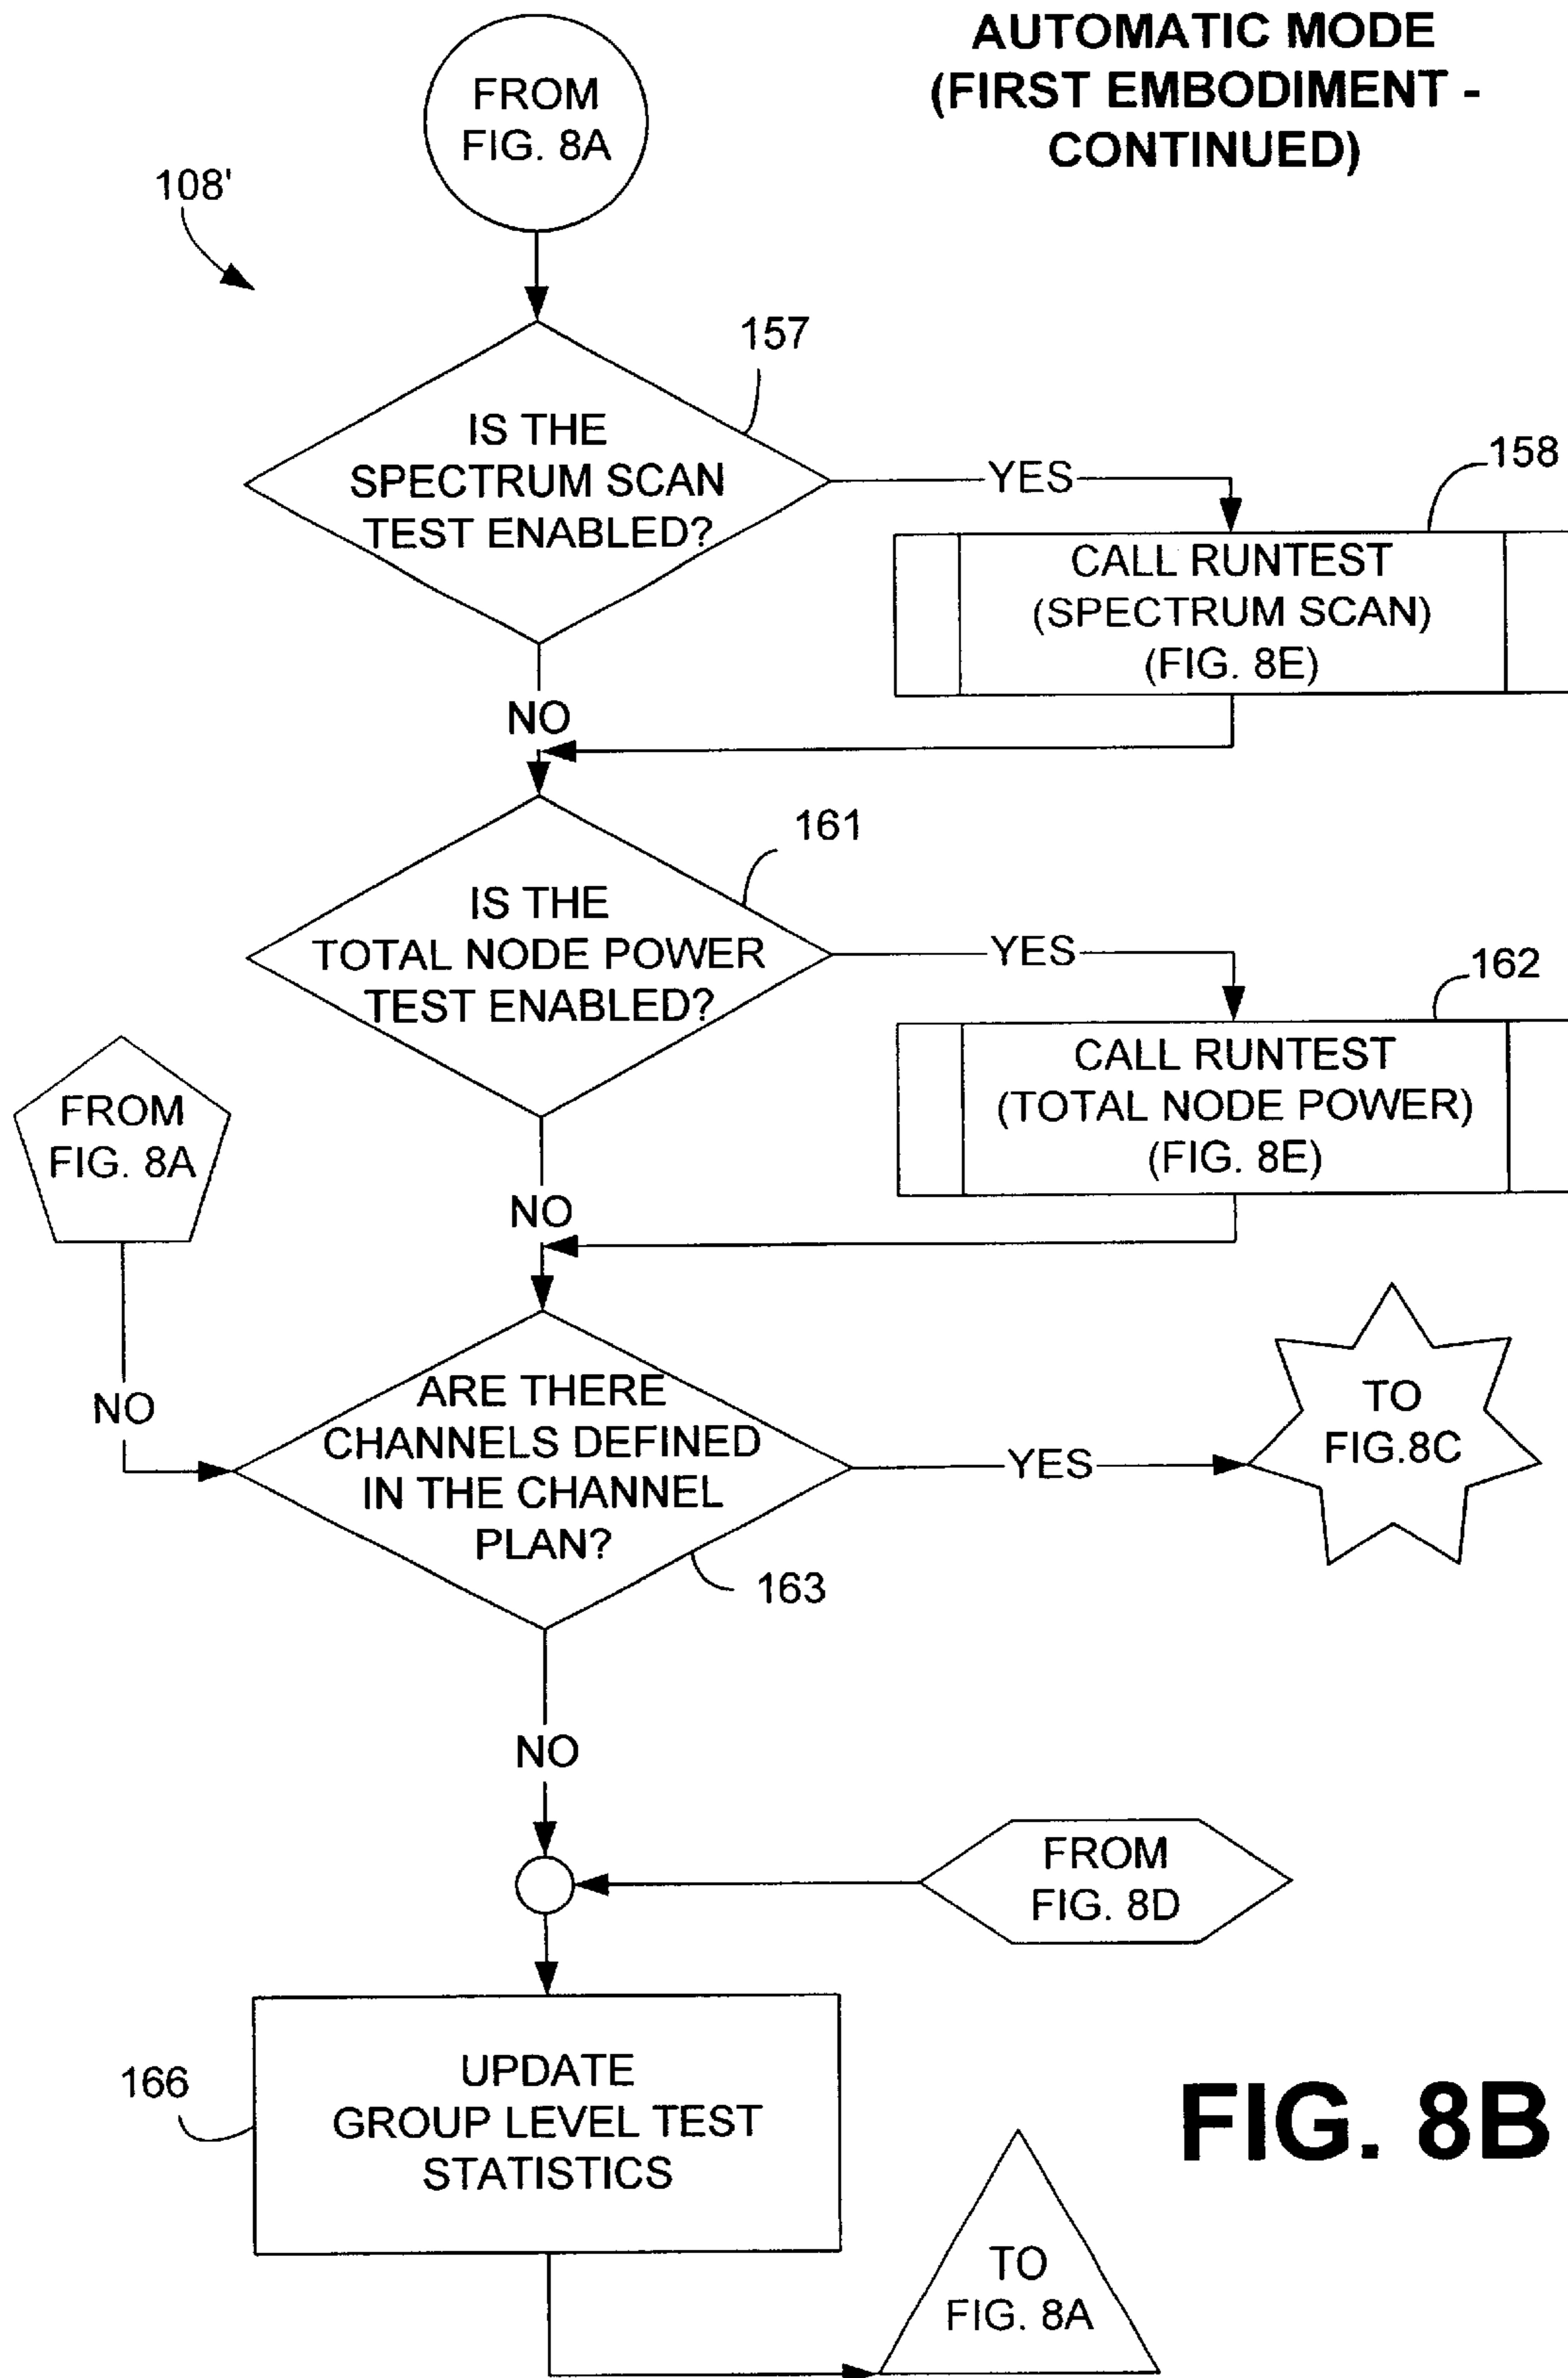 AUTOMATIC MODE
(FIRST EMBODIMENT -
CONTINUED)
FROM
FIG. 8A
108'
157
IS THE
SPECTRUM SCAN
TEST ENABLED?
YES
158
CALL RUNTEST
(SPECTRUM SCAN)
(FIG. 8E)
NO
161
IS THE
TOTAL NODE POWER
TEST ENABLED?
YES
162
CALL RUNTEST
(TOTAL NODE POWER)
(FIG. 8E)
FROM
FIG. 8A
NO
NO
ARE THERE
CHANNELS DEFINED
IN THE CHANNEL
PLAN?
YES
TO
FIG.8C
163
NO
FROM
FIG. 8D
166
UPDATE
GROUP LEVEL TEST
STATISTICS
FIG. 8B
TO
FIG. 8A